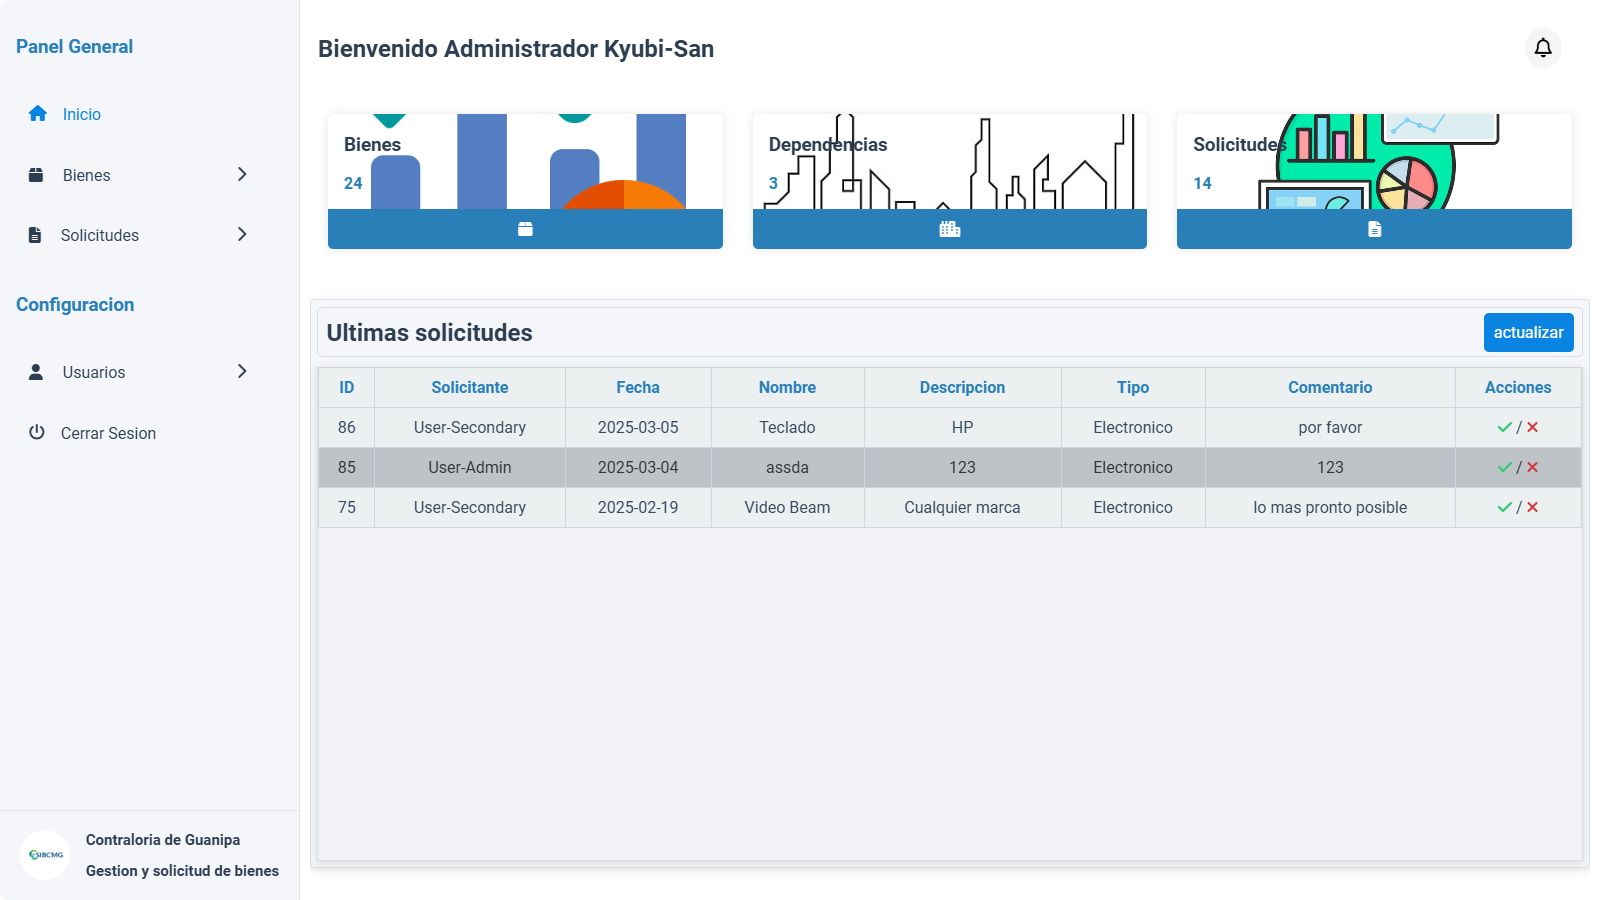 Panel General
Inicio
Bienes
Solicitudes
Configuracion
Usuarios
Cerrar Sesion
SIBCMG
Contraloria de Guanipa
Gestion y solicitud de bienes
Bienvenido Administrador Kyubi-San
Bienes
24
Dependencias
3
Solicitudes
14
Ultimas solicitudes actualizar
ID Solicitante Fecha Nombre Descripcion Tipo Comentario Acciones
86 User-Secondary 2025-03-05 Teclado HP Electronico por favor /
85 User-Admin 2025-03-04 assda 123 Electronico 123 /
75 User-Secondary 2025-02-19 Video Beam Cualquier marca Electronico lo mas pronto posible /